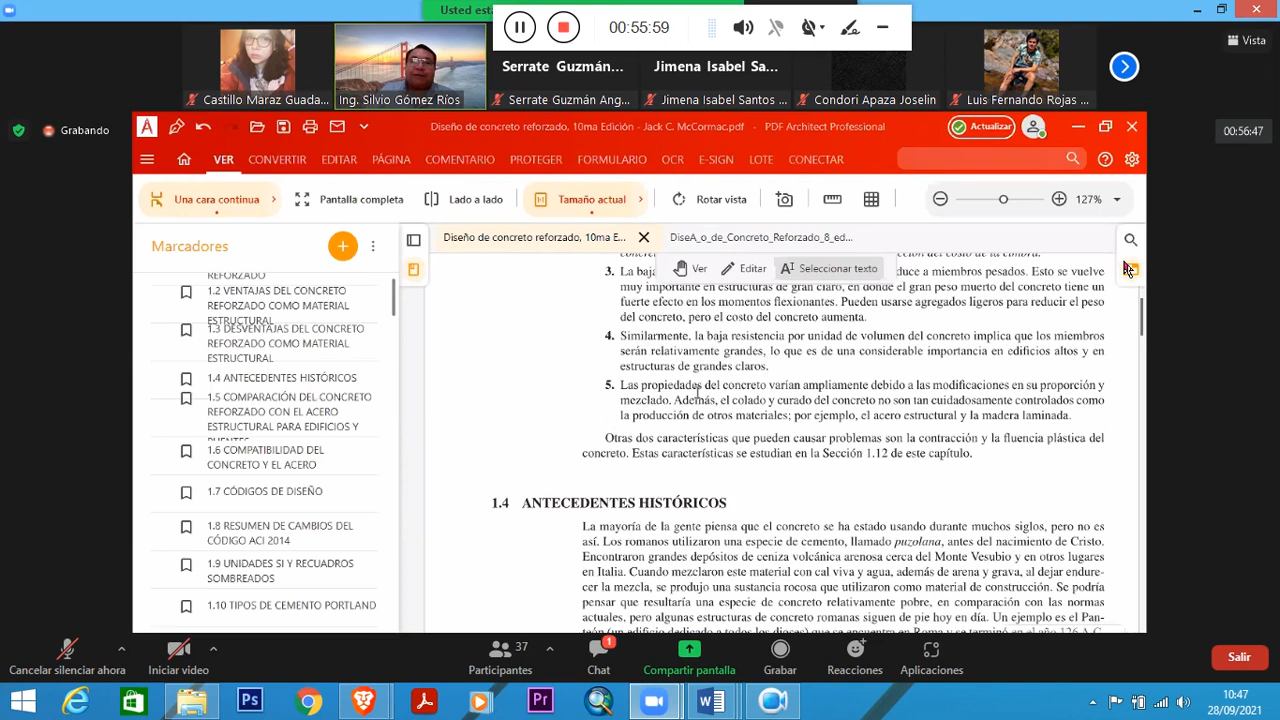 Usted esta
00:55:59
Vista
Castillo Maraz Guada...
Ing. Silvio Gómez Ríos
Serrate Guzmán...
Serrate Guzmán Ang...
Jimena Isabel Sa...
Jimena Isabel Santos ...
Condori Apaza Joselin
Luis Fernando Rojas ...
Grabando
00:56:47
Diseño de concreto reforzado, 10ma Edición - Jack C. McCormac.pdf - PDF Architect Professional
Actualizar
VER CONVERTIR EDITAR PÁGINA COMENTARIO PROTEGER FORMULARIO OCR E-SIGN LOTE CONECTAR
Una cara continua Pantalla completa Lado a lado Tamaño actual Rotar vista 127%
Marcadores
Diseño de concreto reforzado, 10ma E... DiseA_o_de_Concreto_Reforzado_8_ed...
Ver Editar Seleccionar texto
REFORZADO
1.2 VENTAJAS DEL CONCRETO
REFORZADO COMO MATERIAL
ESTRUCTURAL
1.3 DESVENTAJAS DEL CONCRETO
REFORZADO COMO MATERIAL
ESTRUCTURAL
1.4 ANTECEDENTES HISTÓRICOS
1.5 COMPARACIÓN DEL CONCRETO
REFORZADO CON EL ACERO
ESTRUCTURAL PARA EDIFICIOS Y
PUENTES
1.6 COMPATIBILIDAD DEL
CONCRETO Y EL ACERO
1.7 CÓDIGOS DE DISEÑO
1.8 RESUMEN DE CAMBIOS DEL
CÓDIGO ACI 2014
1.9 UNIDADES SI Y RECUADROS
SOMBREADOS
1.10 TIPOS DE CEMENTO PORTLAND
3. La baja duce a miembros pesados. Esto se vuelve
muy importante en estructuras de gran claro, en donde el gran peso muerto del concreto tiene un
fuerte efecto en los momentos flexionantes. Pueden usarse agregados ligeros para reducir el peso
del concreto, pero el costo del concreto aumenta.
4. Similarmente, la baja resistencia por unidad de volumen del concreto implica que los miembros
serán relativamente grandes, lo que es de una considerable importancia en edificios altos y en
estructuras de grandes claros.
5. Las propiedades del concreto varían ampliamente debido a las modificaciones en su proporción y
mezclado. Además, el colado y curado del concreto no son tan cuidadosamente controlados como
la producción de otros materiales; por ejemplo, el acero estructural y la madera laminada.
Otras dos características que pueden causar problemas son la contracción y la fluencia plástica del
concreto. Estas características se estudian en la Sección 1.12 de este capítulo.
1.4 ANTECEDENTES HISTÓRICOS
La mayoría de la gente piensa que el concreto se ha estado usando durante muchos siglos, pero no es
así. Los romanos utilizaron una especie de cemento, llamado puzolana, antes del nacimiento de Cristo.
Encontraron grandes depósitos de ceniza volcánica arenosa cerca del Monte Vesubio y en otros lugares
en Italia. Cuando mezclaron este material con cal viva y agua, además de arena y grava, al dejar endure-
cer la mezcla, se produjo una sustancia rocosa que utilizaron como material de construcción. Se podría
pensar que resultaría una especie de concreto relativamente pobre, en comparación con las normas
actuales, pero algunas estructuras de concreto romanas siguen de pie hoy en día. Un ejemplo es el Pan-
teón (un edificio dedicado a todos los dioses) que se encuentra en Roma y se terminó en el año 126 A.C.
37
1
Cancelar silenciar ahora Iniciar video Participantes Chat Compartir pantalla Grabar Reacciones Aplicaciones
Salir
10:47
28/09/2021